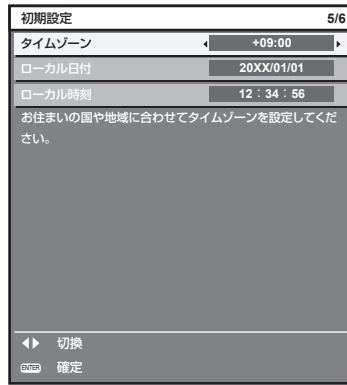 初期設定 5/6
タイムゾーン +09:00
ローカル日付 20XX/01/01
ローカル時刻 12：34：56
お住まいの国や地域に合わせてタイムゾーンを設定してくだ
さい。
切換
ENTER 確定